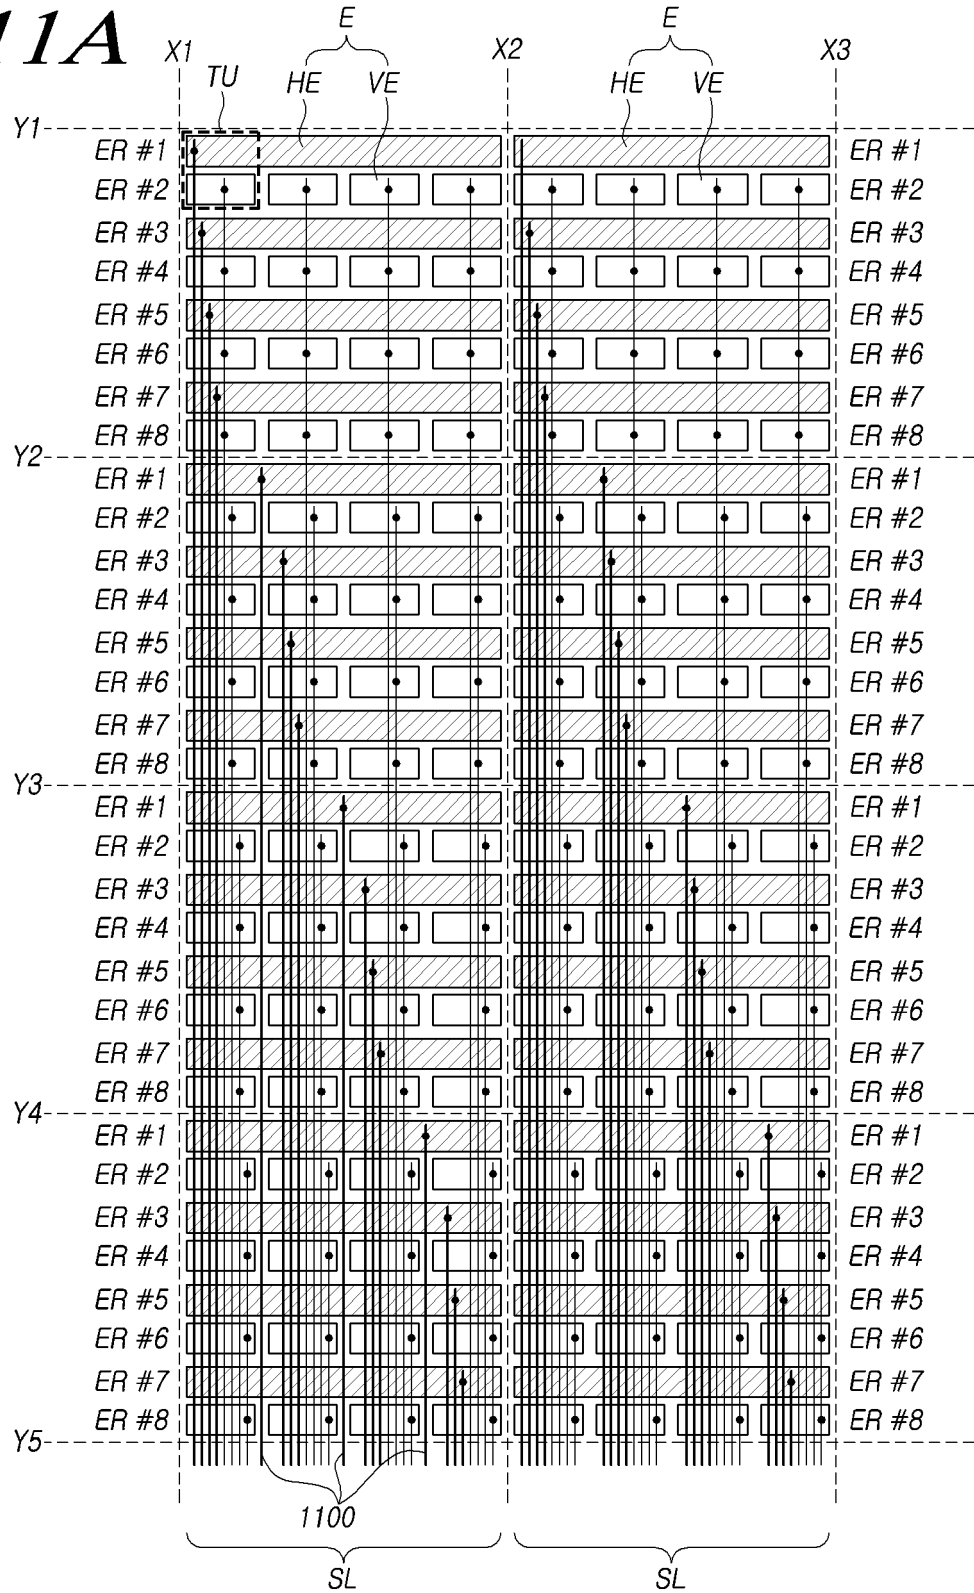 11A
E E
X1 X2 X3
TU HE VE HE VE
Y1
ER #1 ER #1
ER #2 ER #2
ER #3 ER #3
ER #4 ER #4
ER #5 ER #5
ER #6 ER #6
ER #7 ER #7
ER #8 ER #8
Y2
ER #1 ER #1
ER #2 ER #2
ER #3 ER #3
ER #4 ER #4
ER #5 ER #5
ER #6 ER #6
ER #7 ER #7
ER #8 ER #8
Y3
ER #1 ER #1
ER #2 ER #2
ER #3 ER #3
ER #4 ER #4
ER #5 ER #5
ER #6 ER #6
ER #7 ER #7
ER #8 ER #8
Y4
ER #1 ER #1
ER #2 ER #2
ER #3 ER #3
ER #4 ER #4
ER #5 ER #5
ER #6 ER #6
ER #7 ER #7
ER #8 ER #8
Y5
1100
SL SL